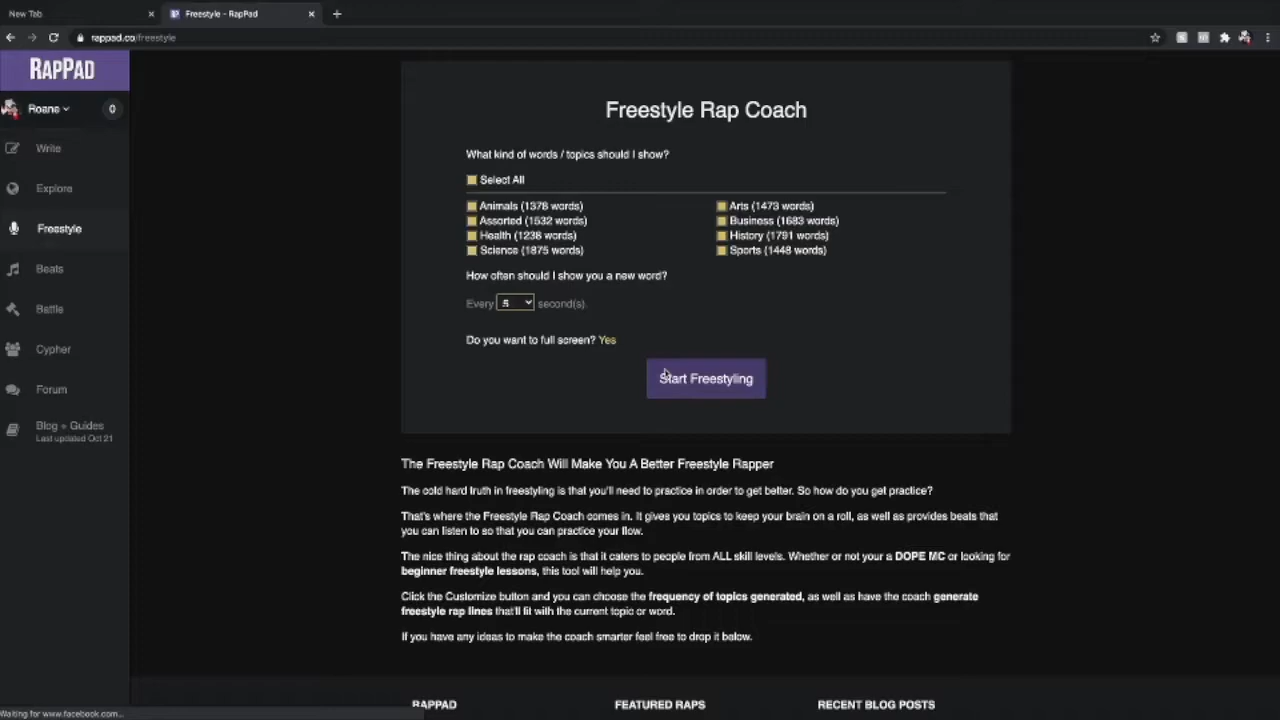 New Tab
Freestyle - RapPad
rappad.co/freestyle
RAPPAD
Roane
0
Write
Explore
Freestyle
Beats
Battle
Cypher
Forum
Blog + Guides
Last updated Oct 21
Freestyle Rap Coach
What kind of words / topics should I show?
Select All
Animals (1378 words)
Arts (1473 words)
Assorted (1532 words)
Business (1683 words)
Health (1238 words)
History (1791 words)
Science (1875 words)
Sports (1448 words)
How often should I show you a new word?
Every 5 second(s).
Do you want to full screen? Yes
Start Freestyling
The Freestyle Rap Coach Will Make You A Better Freestyle Rapper
The cold hard truth in freestyling is that you'll need to practice in order to get better. So how do you get practice?
That's where the Freestyle Rap Coach comes in. It gives you topics to keep your brain on a roll, as well as provides beats that
you can listen to so that you can practice your flow.
The nice thing about the rap coach is that it caters to people from ALL skill levels. Whether or not your a DOPE MC or looking for
beginner freestyle lessons, this tool will help you.
Click the Customize button and you can choose the frequency of topics generated, as well as have the coach generate
freestyle rap lines that'll fit with the current topic or word.
If you have any ideas to make the coach smarter feel free to drop it below.
RAPPAD
FEATURED RAPS
RECENT BLOG POSTS
Waiting for www.facebook.com...